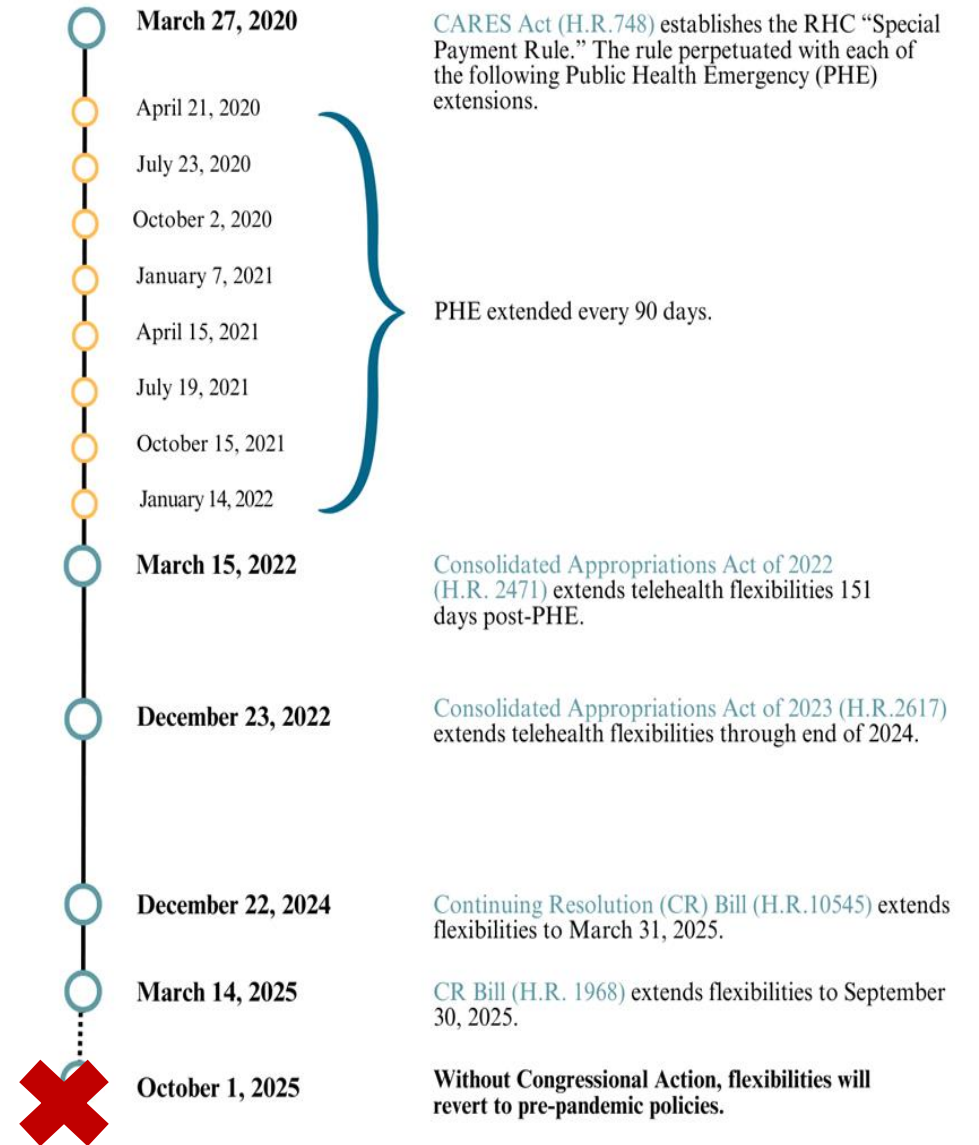 March 27, 2020
CARES Act (H.R.748) establishes the RHC “Special
Payment Rule.” The rule perpetuated with each of
the following Public Health Emergency (PHE)
extensions.
April 21, 2020
July 23, 2020
October 2, 2020
January 7, 2021
April 15, 2021
July 19, 2021
October 15, 2021
January 14, 2022
PHE extended every 90 days.
March 15, 2022
Consolidated Appropriations Act of 2022
(H.R. 2471) extends telehealth flexibilities 151
days post-PHE.
December 23, 2022
Consolidated Appropriations Act of 2023 (H.R.2617)
extends telehealth flexibilities through end of 2024.
December 22, 2024
Continuing Resolution (CR) Bill (H.R.10545) extends
flexibilities to March 31, 2025.
March 14, 2025
CR Bill (H.R. 1968) extends flexibilities to September
30, 2025.
October 1, 2025
Without Congressional Action, flexibilities will
revert to pre-pandemic policies.